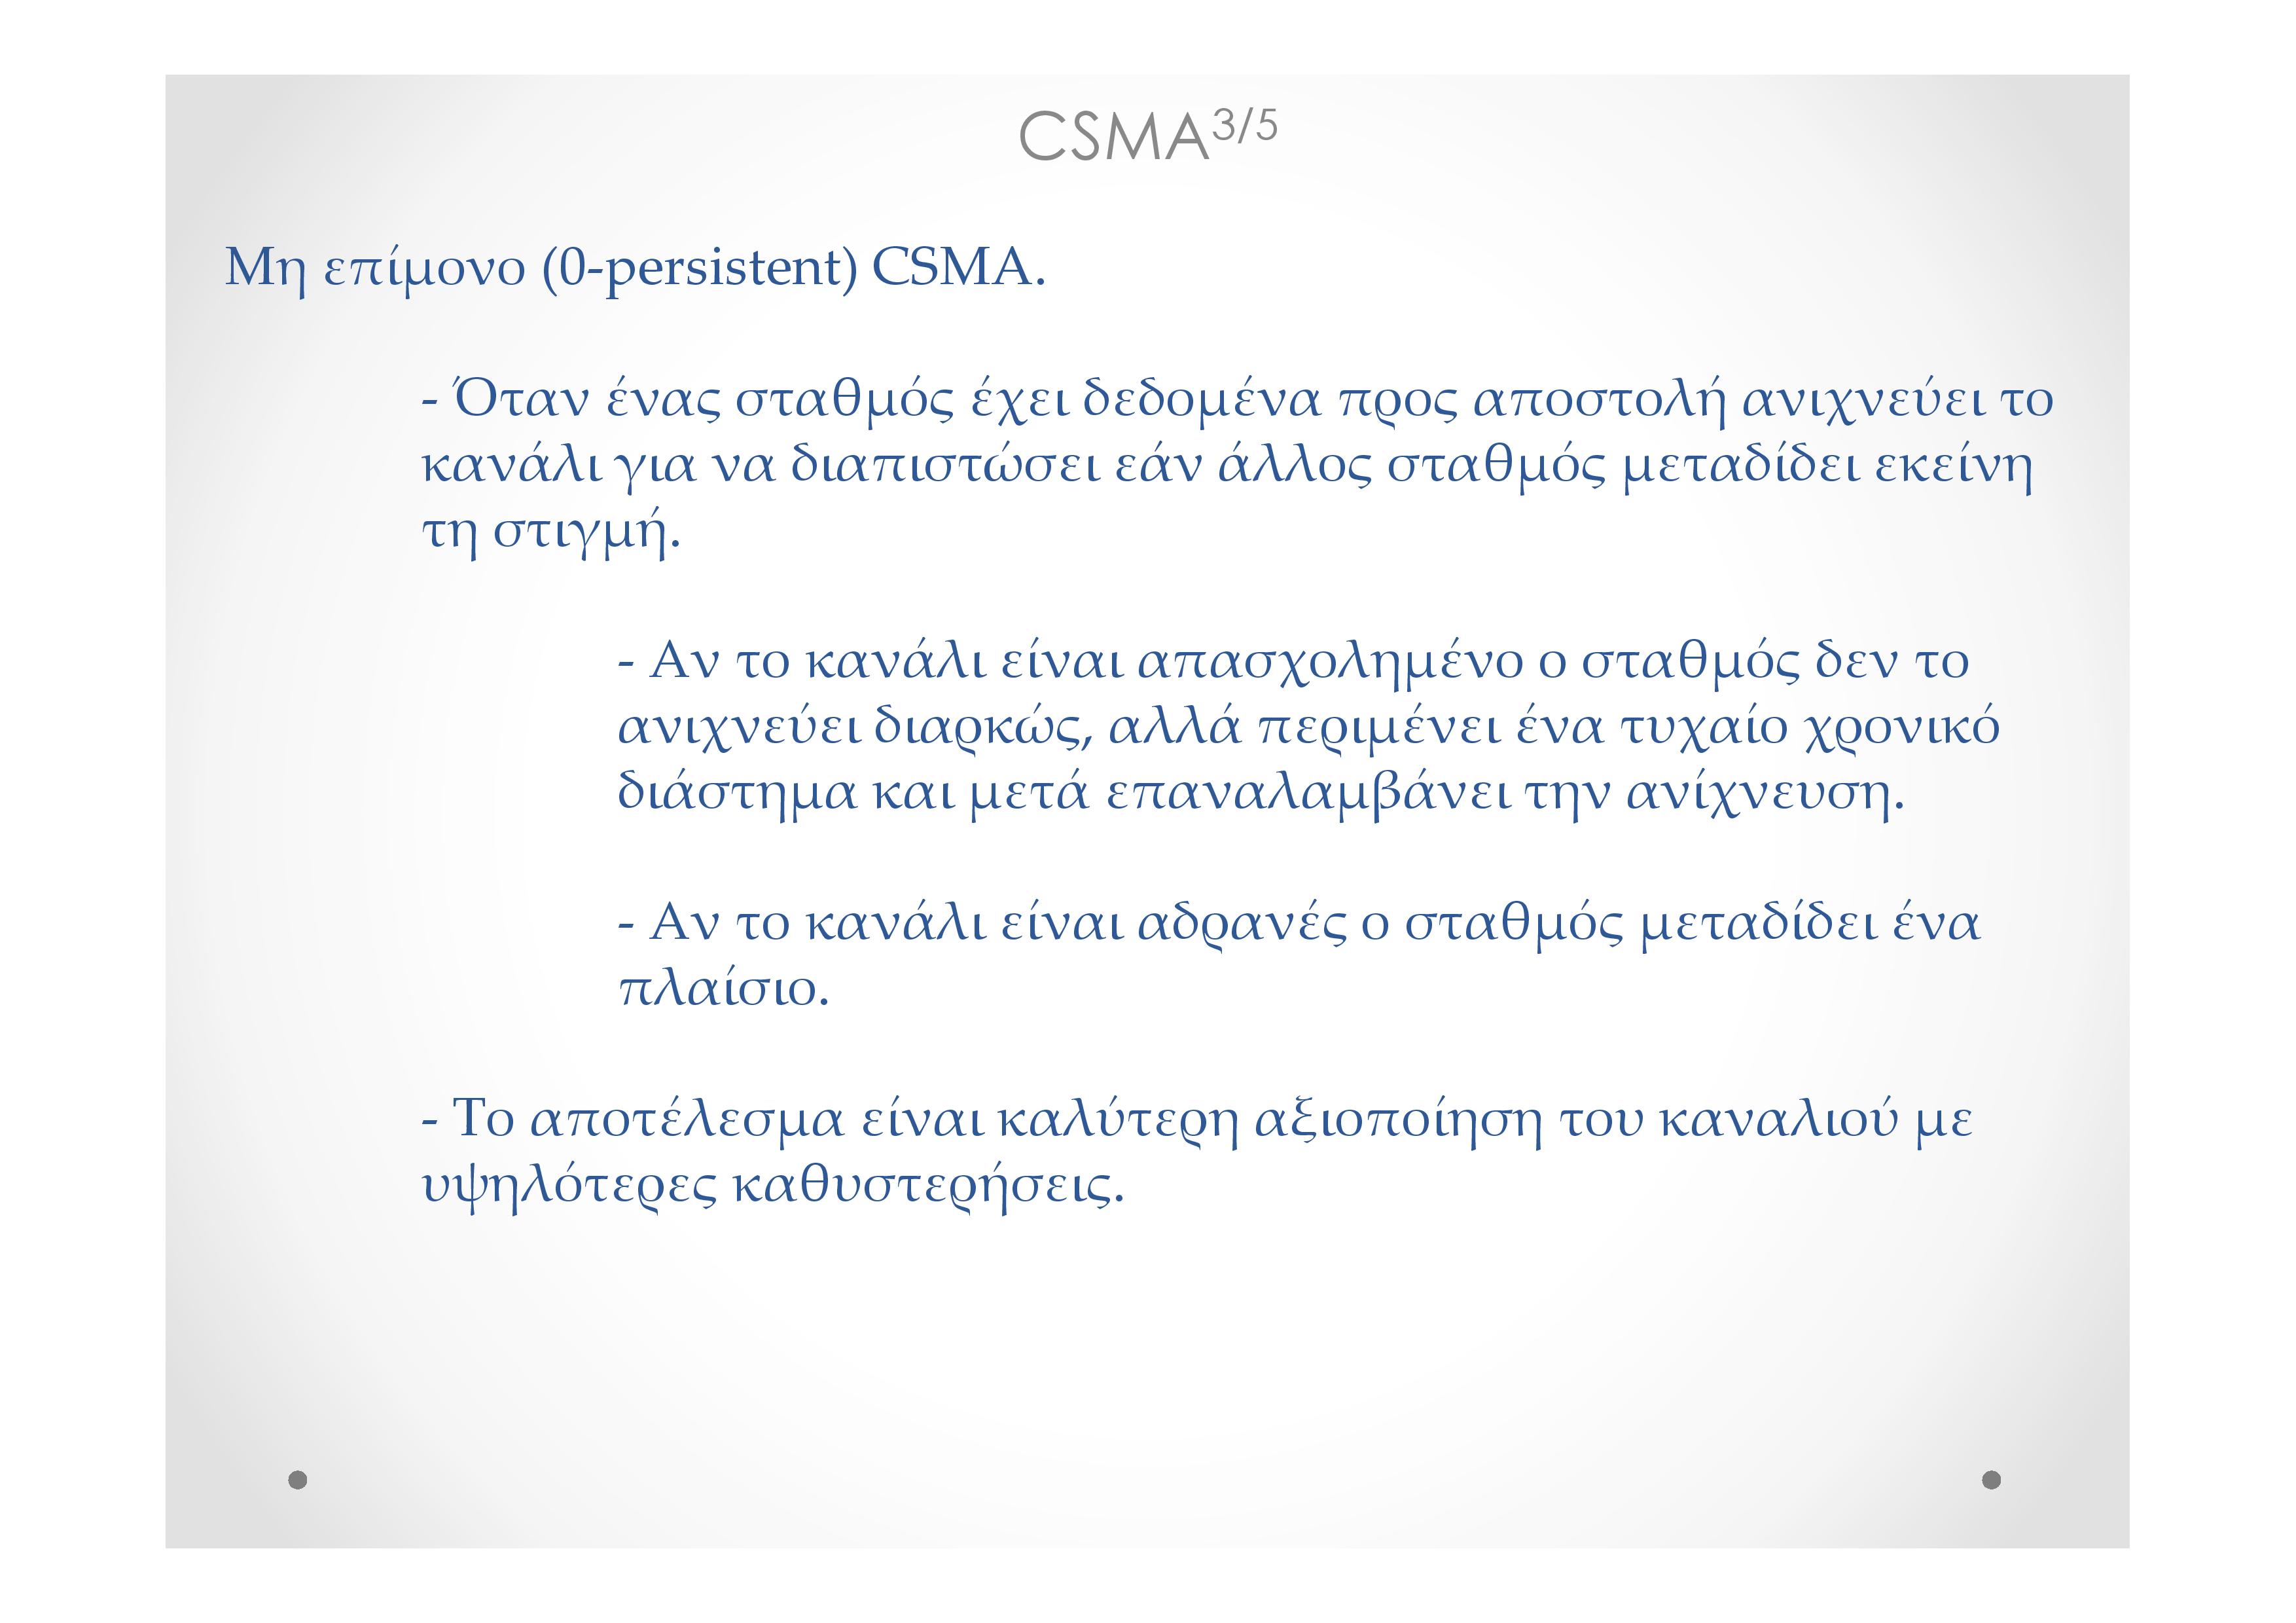 CSMA3/5
Μη επίμονο (0-persistent) CSMA.
- Όταν ένας σταθμός έχει δεδομένα προς αποστολή ανιχνεύει το
κανάλι για να διαπιστώσει εάν άλλος σταθμός μεταδίδει εκείνη
τη στιγμή.
- Αν το κανάλι είναι απασχολημένο ο σταθμός δεν το
ανιχνεύει διαρκώς, αλλά περιμένει ένα τυχαίο χρονικό
διάστημα και μετά επαναλαμβάνει την ανίχνευση.
- Αν το κανάλι είναι αδρανές ο σταθμός μεταδίδει ένα
πλαίσιο.
- Το αποτέλεσμα είναι καλύτερη αξιοποίηση του καναλιού με
υψηλότερες καθυστερήσεις.